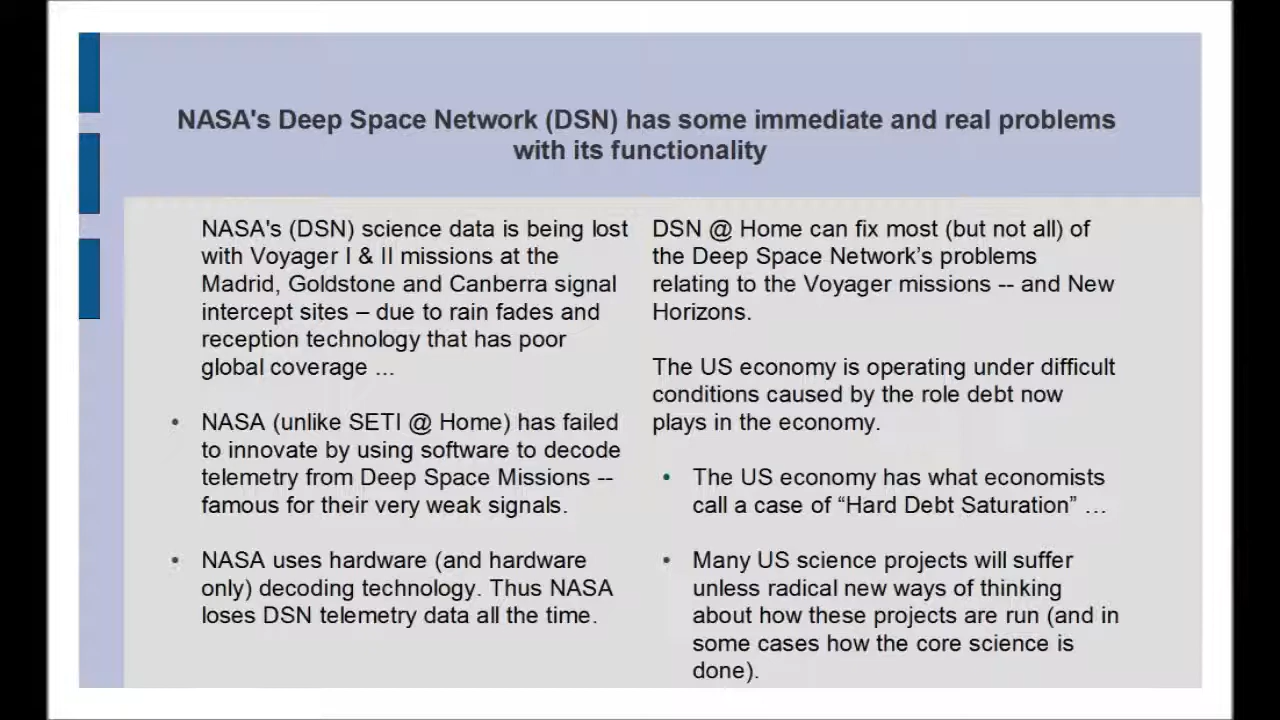 NASA's Deep Space Network (DSN) has some immediate and real problems
with its functionality
NASA's (DSN) science data is being lost
with Voyager I & II missions at the
Madrid, Goldstone and Canberra signal
intercept sites – due to rain fades and
reception technology that has poor
global coverage ...
• NASA (unlike SETI @ Home) has failed
to innovate by using software to decode
telemetry from Deep Space Missions --
famous for their very weak signals.
• NASA uses hardware (and hardware
only) decoding technology. Thus NASA
loses DSN telemetry data all the time.
DSN @ Home can fix most (but not all) of
the Deep Space Network’s problems
relating to the Voyager missions -- and New
Horizons.
The US economy is operating under difficult
conditions caused by the role debt now
plays in the economy.
• The US economy has what economists
call a case of “Hard Debt Saturation” …
• Many US science projects will suffer
unless radical new ways of thinking
about how these projects are run (and in
some cases how the core science is
done).